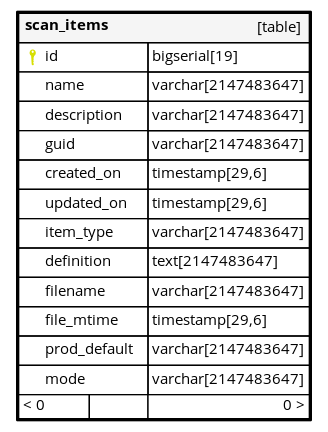 scan_items [table]
id bigserial[19]
name varchar[2147483647]
description varchar[2147483647]
guid varchar[2147483647]
created_on timestamp[29,6]
updated_on timestamp[29,6]
item_type varchar[2147483647]
definition text[2147483647]
filename varchar[2147483647]
file_mtime timestamp[29,6]
prod_default varchar[2147483647]
mode varchar[2147483647]
< 0 0 >